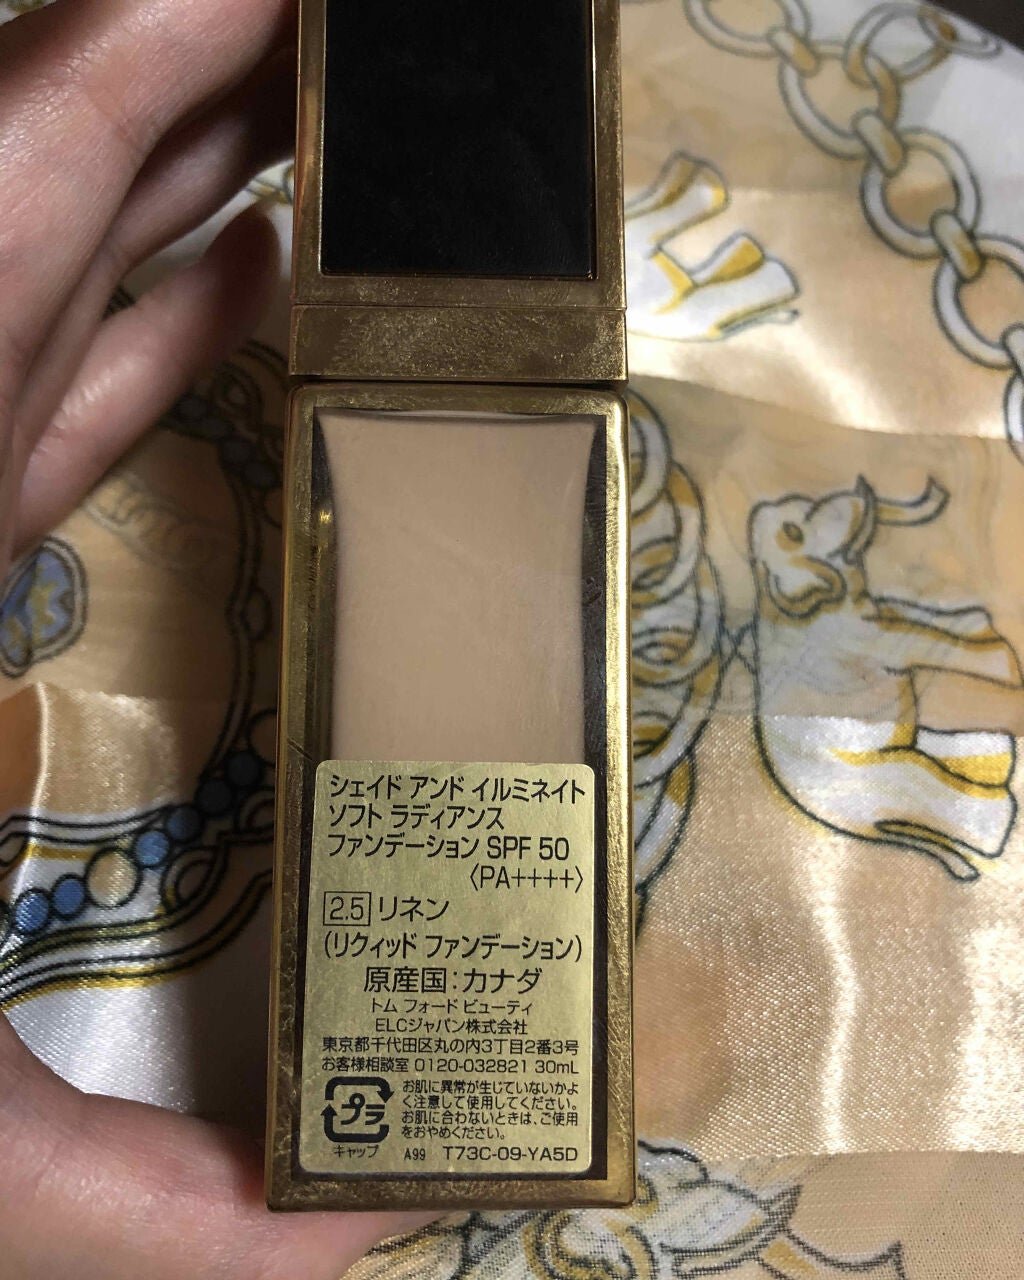 シェイド アンド イルミネイト
ソフト ラディアンス
ファンデーション SPF 50
〈PA++++〉
2.5 リネン
(リクィッド ファンデーション)
原産国:カナダ
トム フォード ビューティ
ELCジャパン株式会社
東京都千代田区丸の内3丁目2番3号
お客様相談室 0120-032821 30mL
お肌に異常が生じていないかよ
く注意して使用してください。
お肌に合わないときは、ご使用
をおやめください。
プラ
キャップ A99 T73C-09-YA5D